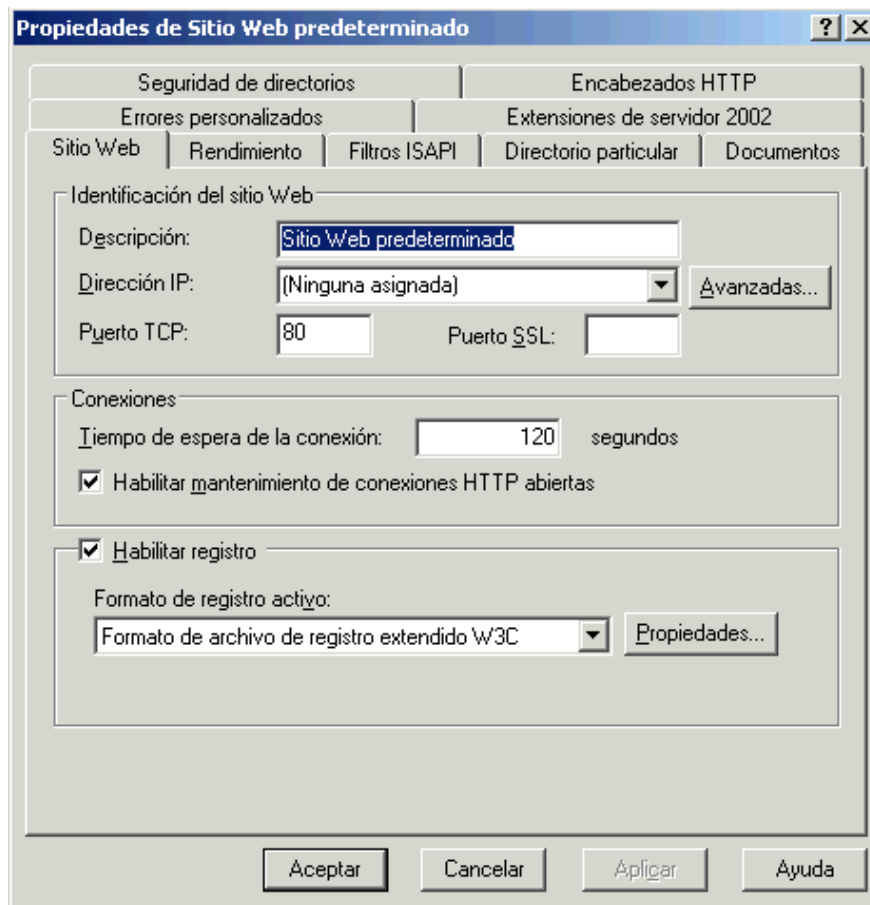 Propiedades de Sitio Web predeterminado
Seguridad de directorios Encabezados HTTP
Errores personalizados Extensiones de servidor 2002
Sitio Web Rendimiento Filtros ISAPI Directorio particular Documentos
Identificación del sitio Web
Descripción: Sitio Web predeterminado
Dirección IP: (Ninguna asignada) Avanzadas...
Puerto TCP: 80 Puerto SSL:
Conexiones
Tiempo de espera de la conexión: 120 segundos
Habilitar mantenimiento de conexiones HTTP abiertas
Habilitar registro
Formato de registro activo:
Formato de archivo de registro extendido W3C Propiedades...
Aceptar Cancelar Aplicar Ayuda